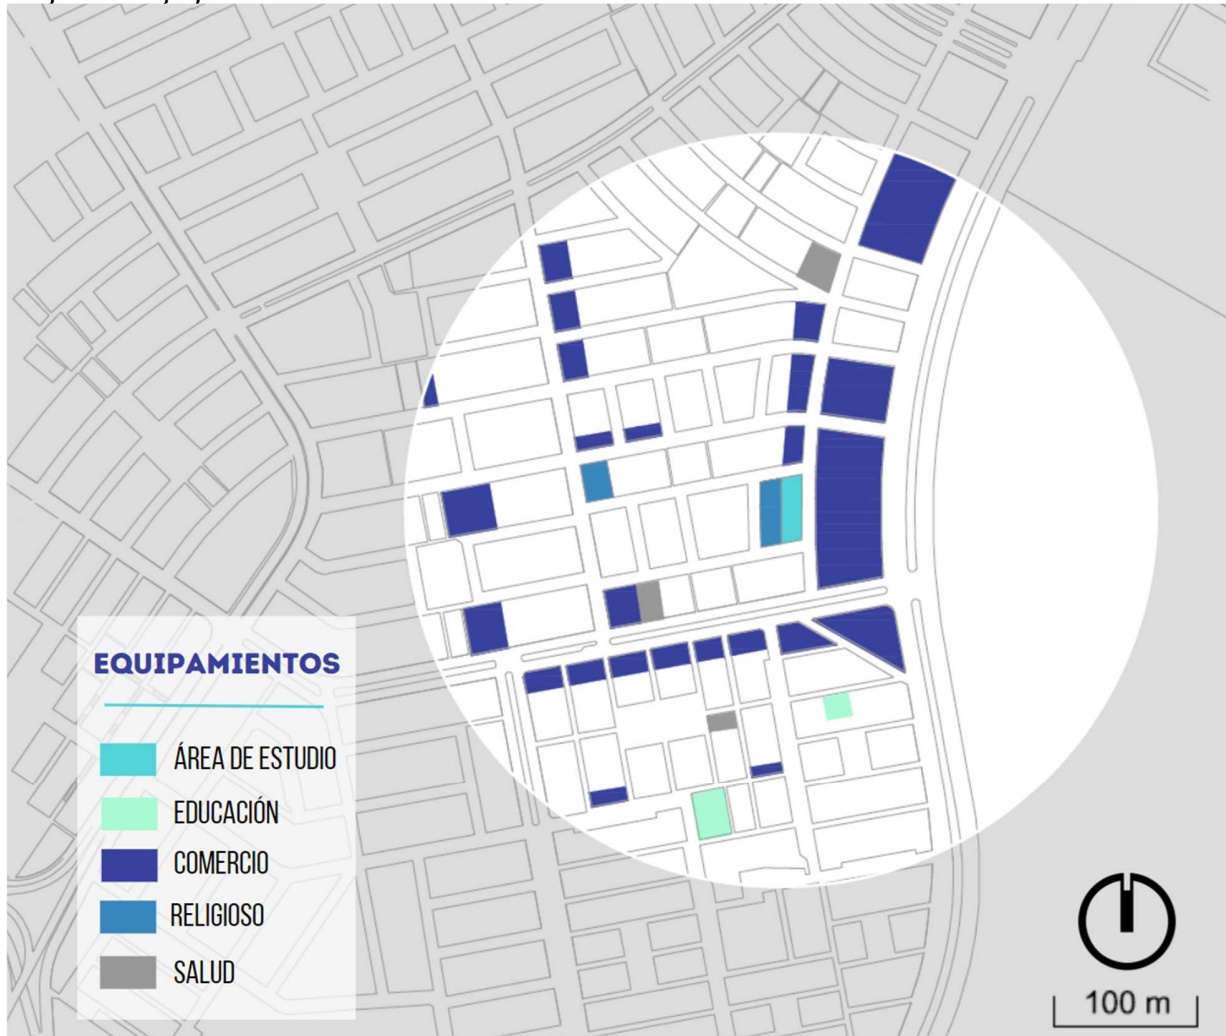 EQUIPAMIENTOS
ÁREA DE ESTUDIO
EDUCACIÓN
COMERCIO
RELIGIOSO
SALUD
100 m